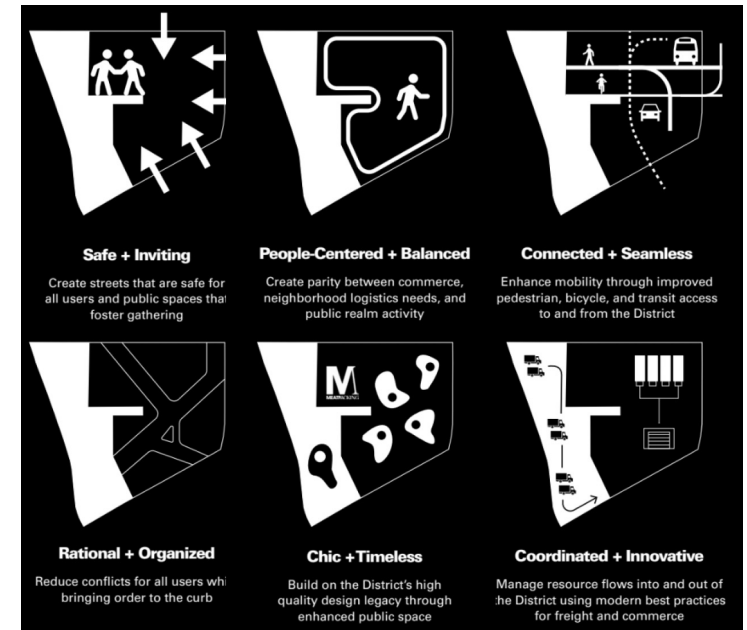 Safe + Inviting
Create streets that are safe for
all users and public spaces that
foster gathering
People-Centered + Balanced
Create parity between commerce,
neighborhood logistics needs, and
public realm activity
Connected + Seamless
Enhance mobility through improved
pedestrian, bicycle, and transit access
to and from the District
Rational + Organized
Reduce conflicts for all users whi
bringing order to the curb
M
MEATPACKING
Chic + Timeless
Build on the District's high
quality design legacy through
enhanced public space
Coordinated + Innovative
Manage resource flows into and out of
the District using modern best practices
for freight and commerce